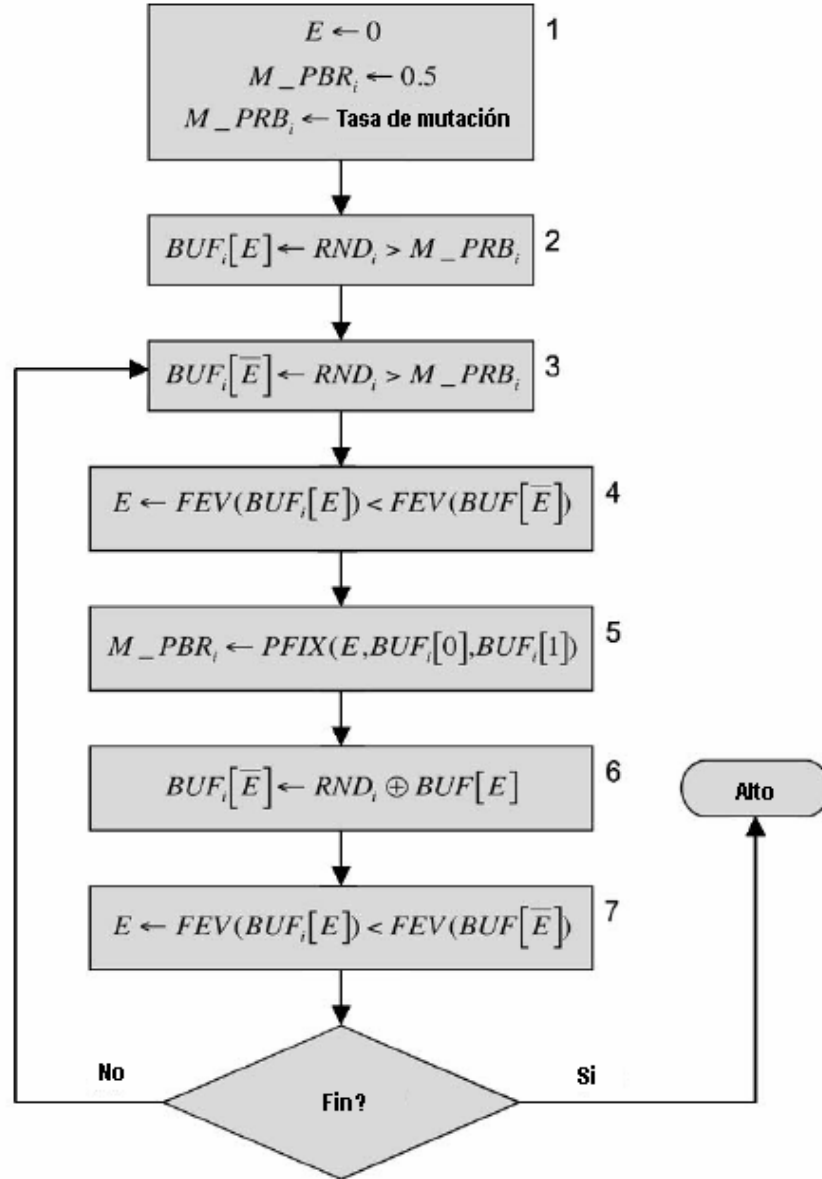 E ← 0
1
M_PBR_i ← 0.5
M_PRB_i ← Tasa de mutación
BUF_i[E] ← RND_i > M_PRB_i
2
BUF_i[E̅] ← RND_i > M_PRB_i
3
E ← FEV(BUF_i[E]) < FEV(BUF[E̅])
4
M_PBR_i ← PFIX(E,BUF_i[0],BUF_i[1])
5
BUF_i[E̅] ← RND_i ⊕ BUF[E]
6
Alto
E ← FEV(BUF_i[E]) < FEV(BUF[E̅])
7
No
Si
Fin?